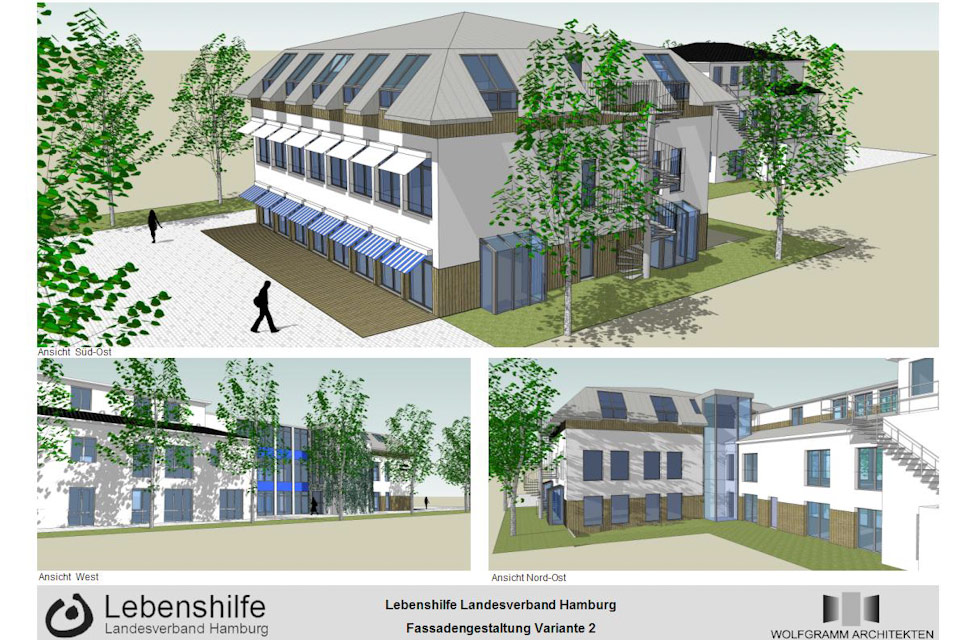 Ansicht Süd-Ost
Ansicht West
Ansicht Nord-Ost
Lebenshilfe
Landesverband Hamburg
Lebenshilfe Landesverband Hamburg
Fassadengestaltung Variante 2
WOLFGRAMM ARCHITEKTEN